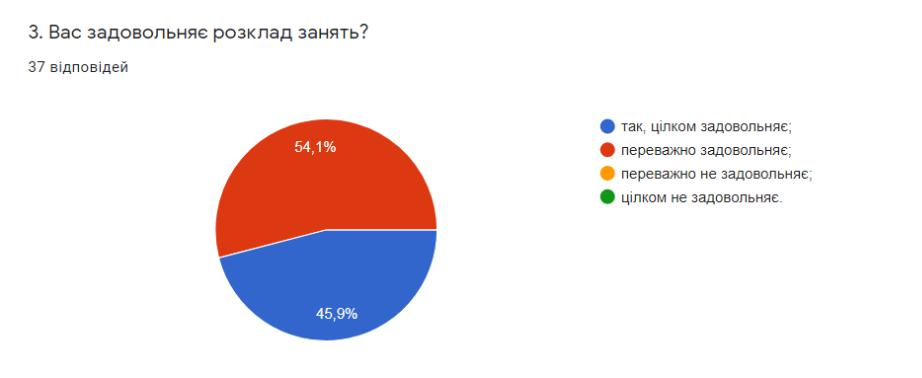 3. Вас задовольняє розклад занять?
37 відповідей
54,1%
45,9%
так, цілком задовольняє;
переважно задовольняє;
переважно не задовольняє;
цілком не задовольняє.